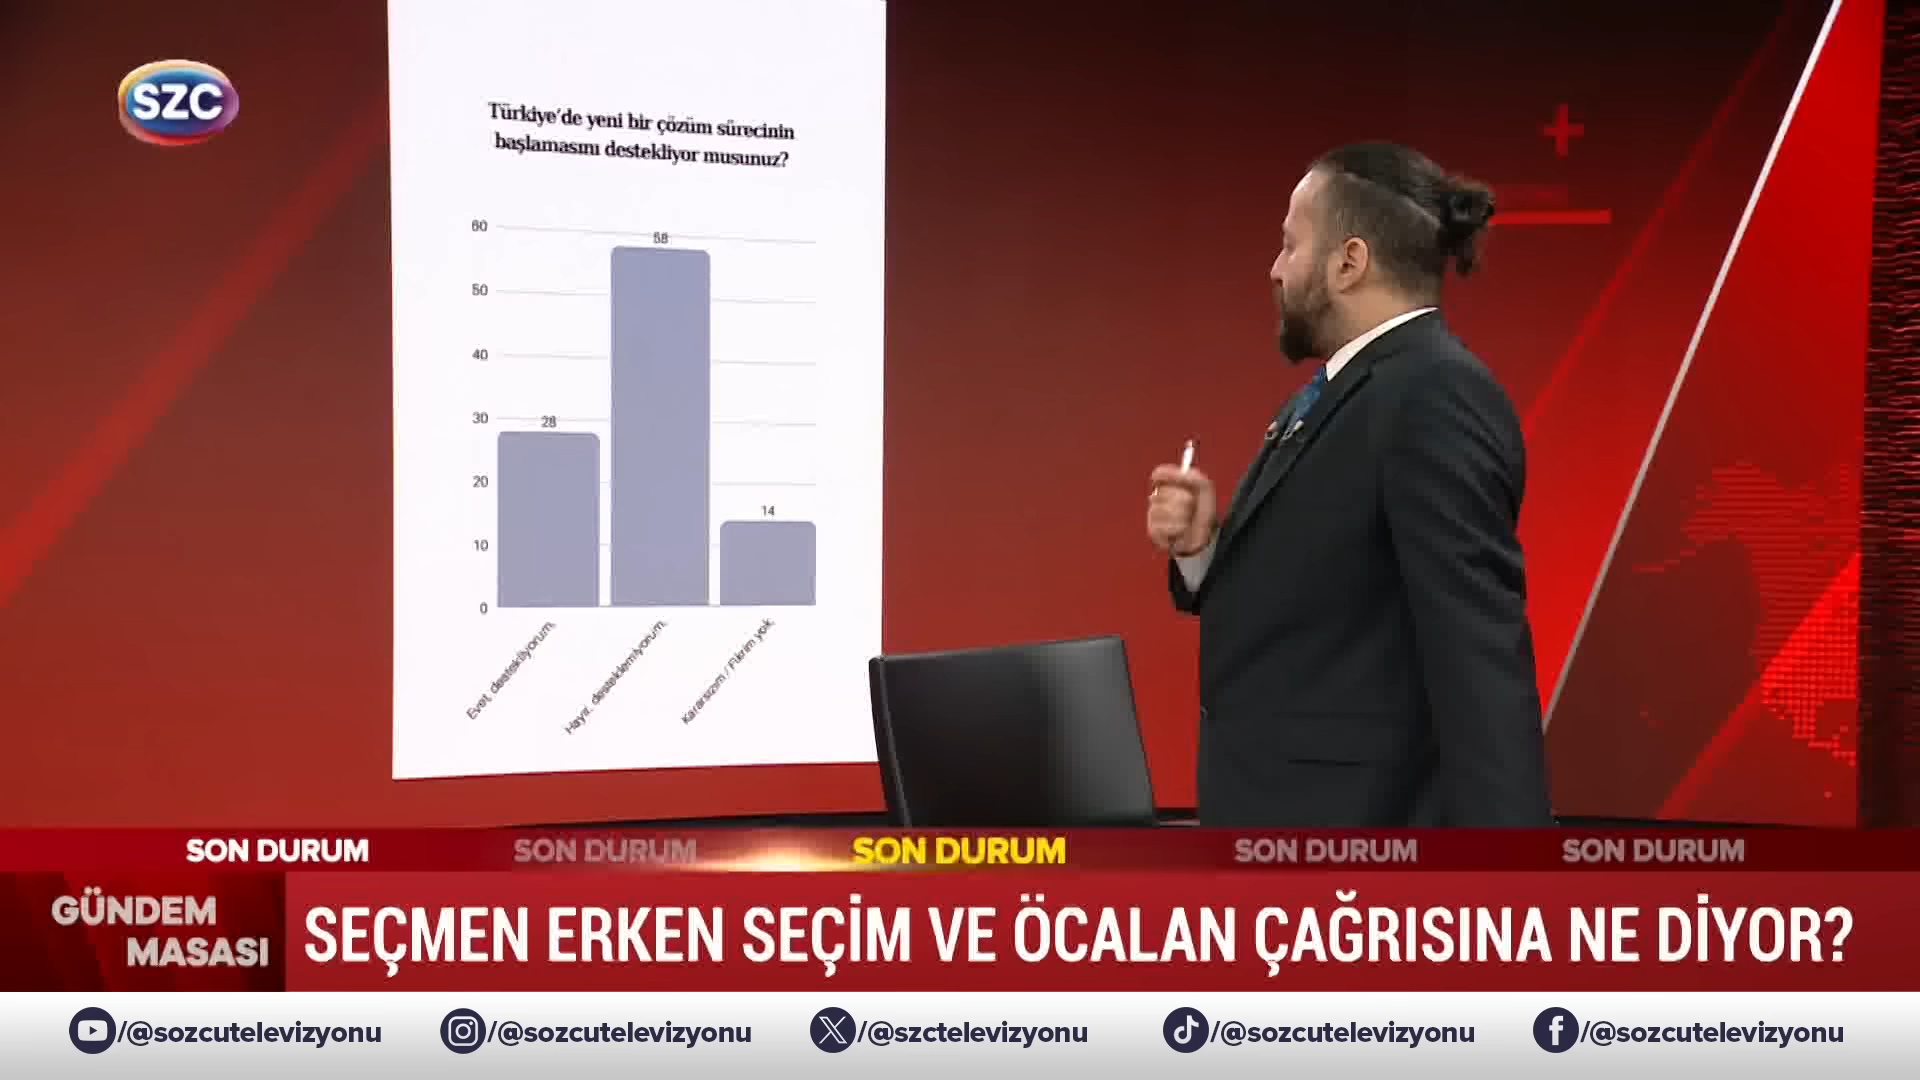 SZC
Türkiye'de yeni bir çözüm sürecinin
başlamasını destekliyor musunuz?
60
50
40
30
20
10
0
28
58
14
Evet, destekliyorum.
Hayır, desteklemiyorum.
Kararsızım / Fikrim yok.
SON DURUM SON DURUM SON DURUM SON DURUM SON DURUM
GÜNDEM
MASASI
SEÇMEN ERKEN SEÇİM VE ÖCALAN ÇAĞRISINA NE DİYOR?
/@sozcutelevizyonu /@sozcutelevizyonu /@szctelevizyonu /@sozcutelevizyonu /@sozcutelevizyonu